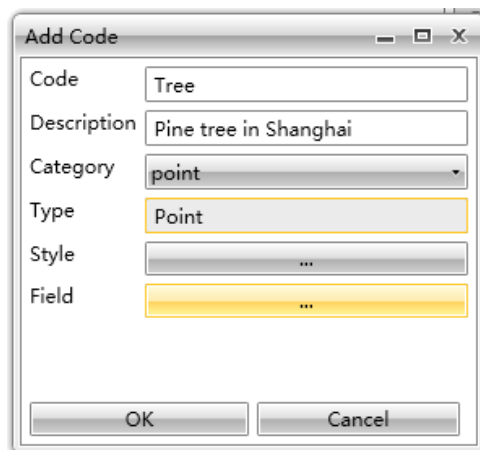 Add Code
Code Tree
Description Pine tree in Shanghai
Category point
Type Point
Style ...
Field ...
OK Cancel